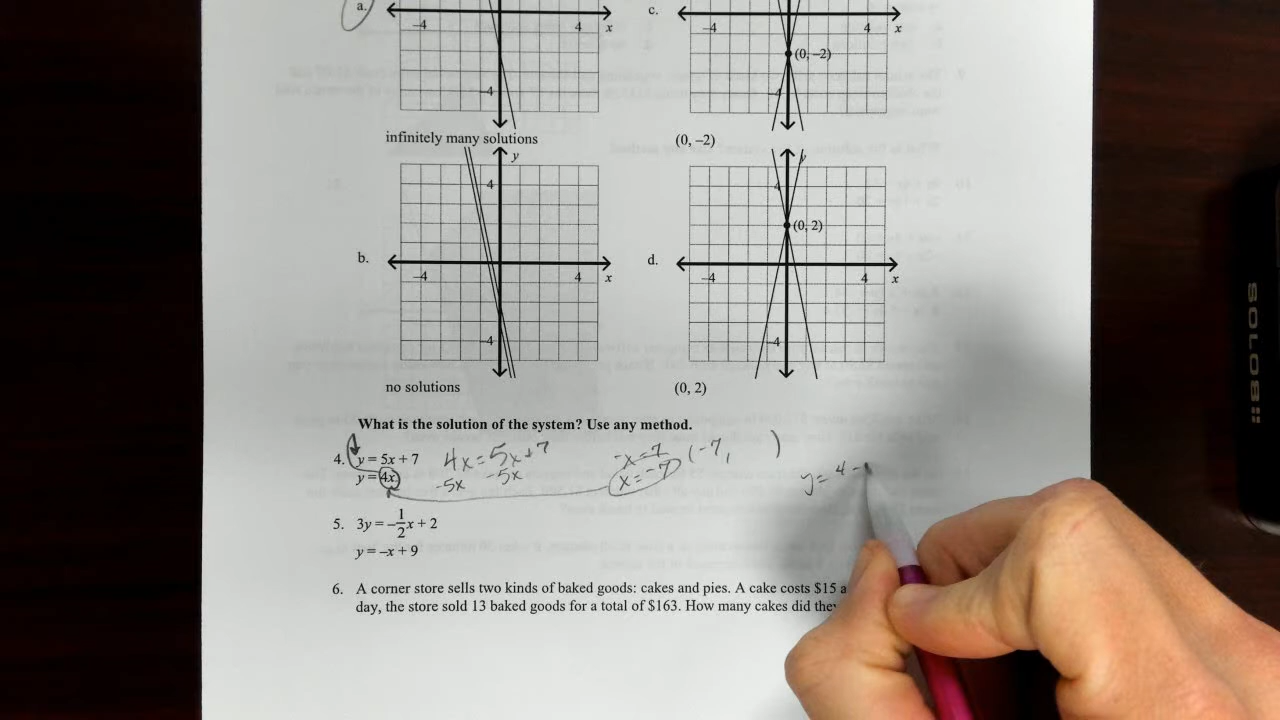 a.
-4
4
x
-4
infinitely many solutions
c.
-4
4
x
(0, -2)
-4
(0, -2)
b.
y
4
-4
4
x
-4
no solutions
d.
y
4
(0, 2)
-4
4
x
-4
(0, 2)
What is the solution of the system? Use any method.
4. y = 5x + 7
y = 4x
4x = 5x + 7
-5x -5x
-x = 7
x = -7
(-7, )
y = 4 -
5. 3y = -1/2x + 2
y = -x + 9
6. A corner store sells two kinds of baked goods: cakes and pies. A cake costs $15 a
day, the store sold 13 baked goods for a total of $163. How many cakes did they
SOLO